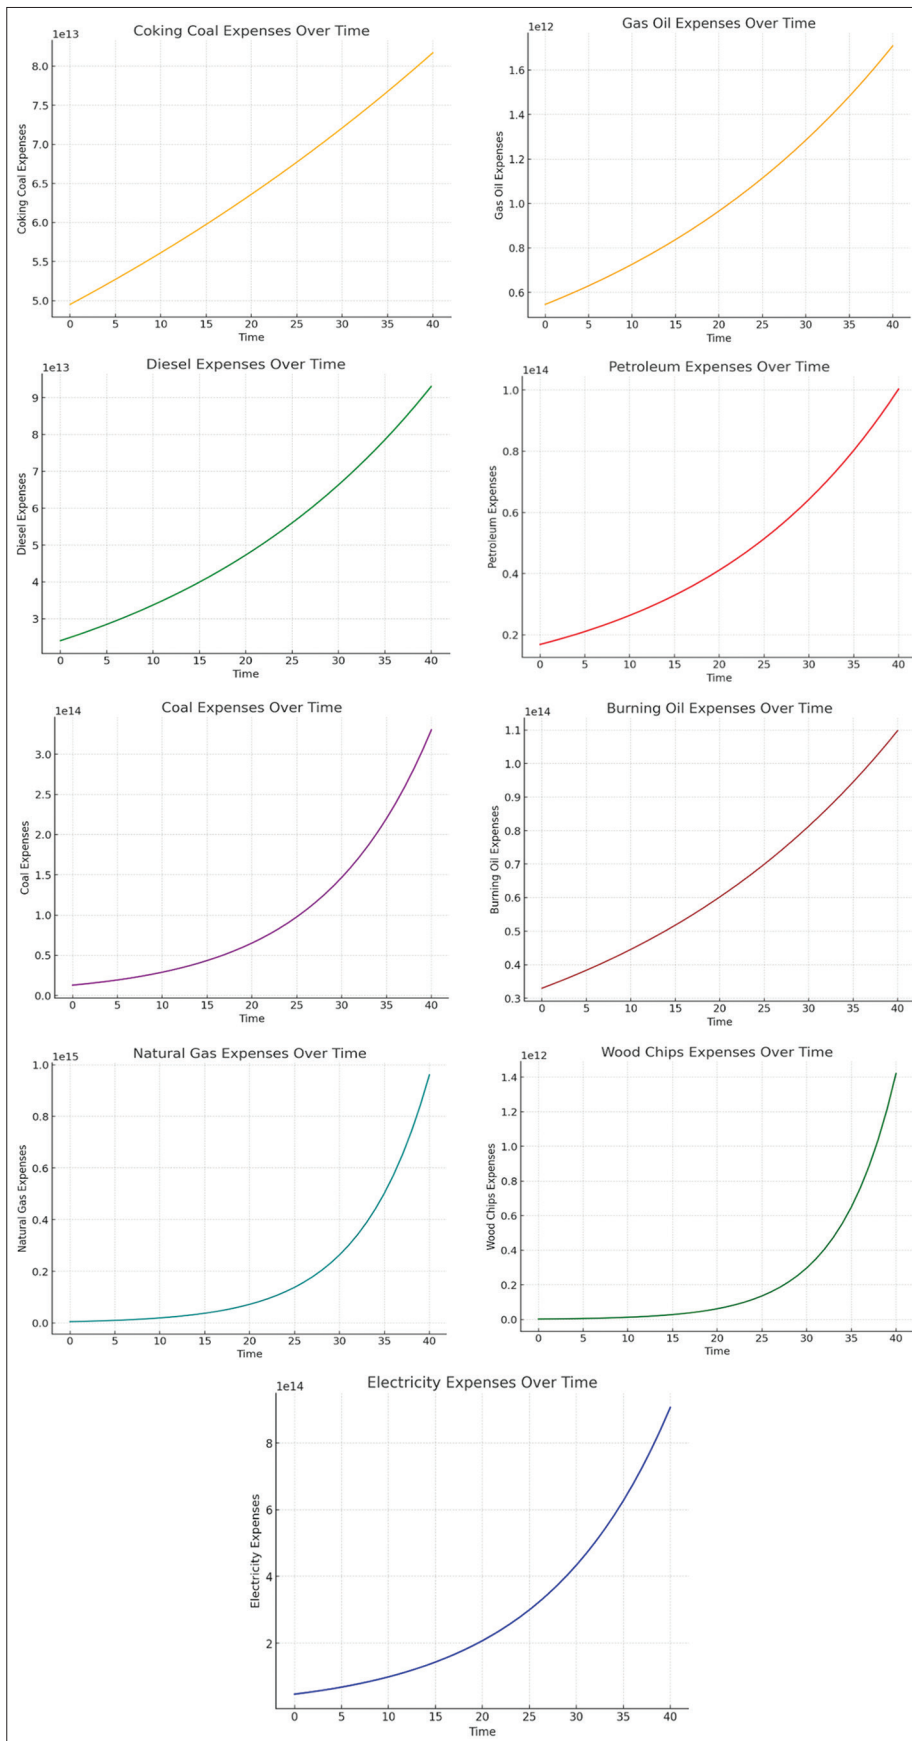 Coking Coal Expenses Over Time
1e13
8.0
7.5
7.0
6.5
6.0
5.5
5.0
Coking Coal Expenses
0 5 10 15 20 25 30 35 40
Time
Gas Oil Expenses Over Time
1e12
1.6
1.4
1.2
1.0
0.8
0.6
Gas Oil Expenses
0 5 10 15 20 25 30 35 40
Time
Diesel Expenses Over Time
1e13
9
8
7
6
5
4
3
Diesel Expenses
0 5 10 15 20 25 30 35 40
Time
Petroleum Expenses Over Time
1e14
1.0
0.8
0.6
0.4
0.2
Petroleum Expenses
0 5 10 15 20 25 30 35 40
Time
Coal Expenses Over Time
1e14
3.0
2.5
2.0
1.5
1.0
0.5
0.0
Coal Expenses
0 5 10 15 20 25 30 35 40
Time
Burning Oil Expenses Over Time
1e14
1.1
1.0
0.9
0.8
0.7
0.6
0.5
0.4
0.3
Burning Oil Expenses
0 5 10 15 20 25 30 35 40
Time
Natural Gas Expenses Over Time
1e15
1.0
0.8
0.6
0.4
0.2
0.0
Natural Gas Expenses
0 5 10 15 20 25 30 35 40
Time
Wood Chips Expenses Over Time
1e12
1.4
1.2
1.0
0.8
0.6
0.4
0.2
0.0
Wood Chips Expenses
0 5 10 15 20 25 30 35 40
Time
Electricity Expenses Over Time
1e14
8
6
4
2
Electricity Expenses
0 5 10 15 20 25 30 35 40
Time